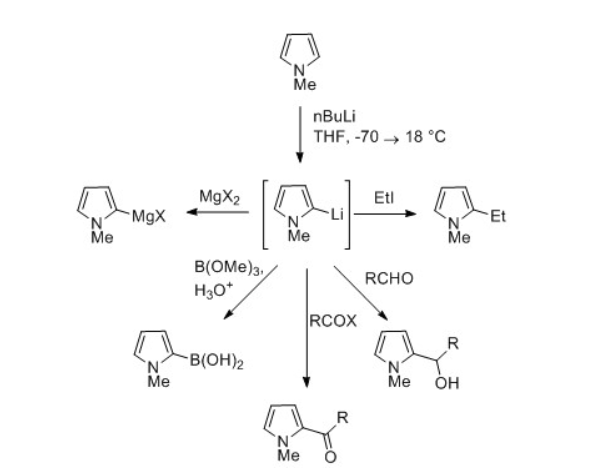 N
Me
nBuLi
THF, -70 → 18 °C
N
Me
MgX
MgX₂
N
Me
Li
EtI
N
Me
Et
B(OMe)₃,
H₃O⁺
RCOX
RCHO
N
Me
B(OH)₂
N
Me
R
O
N
Me
R
OH